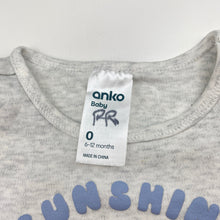 anko
Baby
RR
0
6-12 months
MADE IN CHINA
SUNSHINE